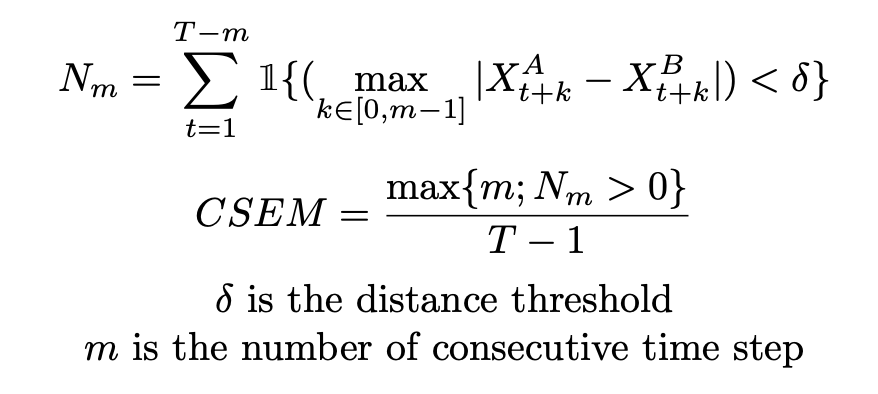 $N_m = \sum_{t=1}^{T-m} \mathbb{1}\{(\max_{k\in[0,m-1]} |X^A_{t+k} - X^B_{t+k}|) < \delta\}$
$CSEM = \frac{\max\{m; N_m > 0\}}{T-1}$
δ is the distance threshold
m is the number of consecutive time step